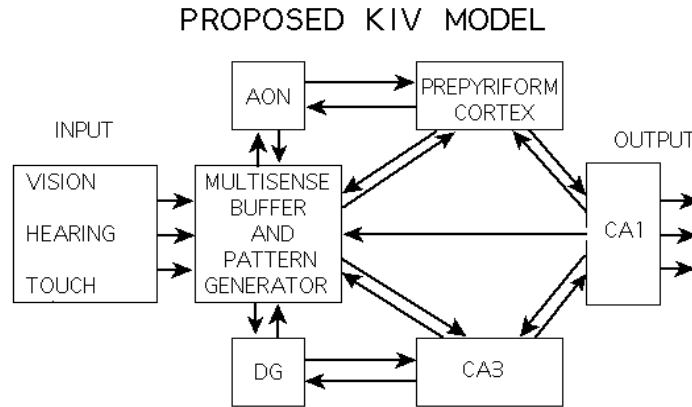 PROPOSED KIV MODEL
INPUT
VISION
HEARING
TOUCH
AON
MULTISENSE
BUFFER
AND
PATTERN
GENERATOR
DG
PREPYRIFORM
CORTEX
CA3
OUTPUT
CA1